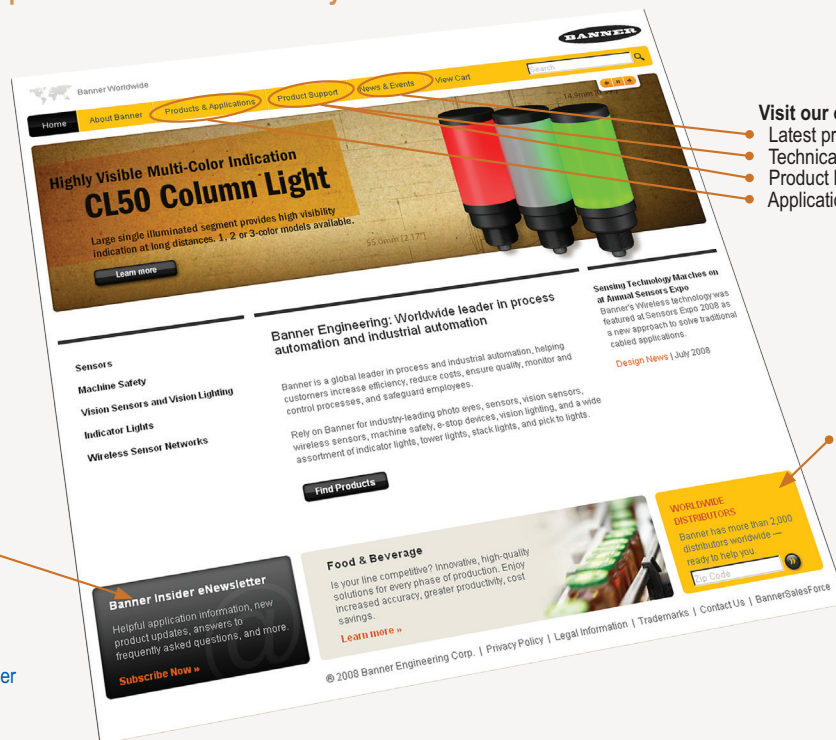 BANNER
Banner Worldwide
Search
Home About Banner Products & Applications Product Support News & Events View Cart
14.9mm
Highly Visible Multi-Color Indication
CL50 Column Light
Large single illuminated segment provides high visibility
indication at long distances. 1, 2 or 3-color models available.
55.0mm [2.17"]
Learn more
Visit our
Latest
Technica
Product
Applicatio
Sensors
Machine Safety
Vision Sensors and Vision Lighting
Indicator Lights
Wireless Sensor Networks
Banner Engineering: Worldwide leader in process
automation and industrial automation
Banner is a global leader in process and industrial automation, helping
customers increase efficiency, reduce costs, ensure quality, monitor and
control processes, and safeguard employees.
Rely on Banner for industry-leading photo eyes, sensors, vision sensors,
wireless sensors, machine safety, e-stop devices, vision lighting, and a wide
assortment of indicator lights, tower lights, stack lights, and pick to lights.
Find Products
Sensing Technology Marches on
at Annual Sensors Expo
Banner's Wireless technology was
featured at Sensors Expo 2008 as
a new approach to solve traditional
cabled applications.
Design News | July 2008
Banner Insider eNewsletter
Helpful application information, new
product updates, answers to
frequently asked questions, and more.
Subscribe Now »
Food & Beverage
Is your line competitive? Innovative, high-quality
solutions for every phase of production. Enjoy
increased accuracy, greater productivity, cost
savings.
Learn more »
WORLDWIDE
DISTRIBUTORS
Banner has more than 2,000
distributors worldwide —
ready to help you.
Zip Code
er
® 2008 Banner Engineering Corp. | Privacy Policy | Legal Information | Trademarks | Contact Us | BannerSalesForce